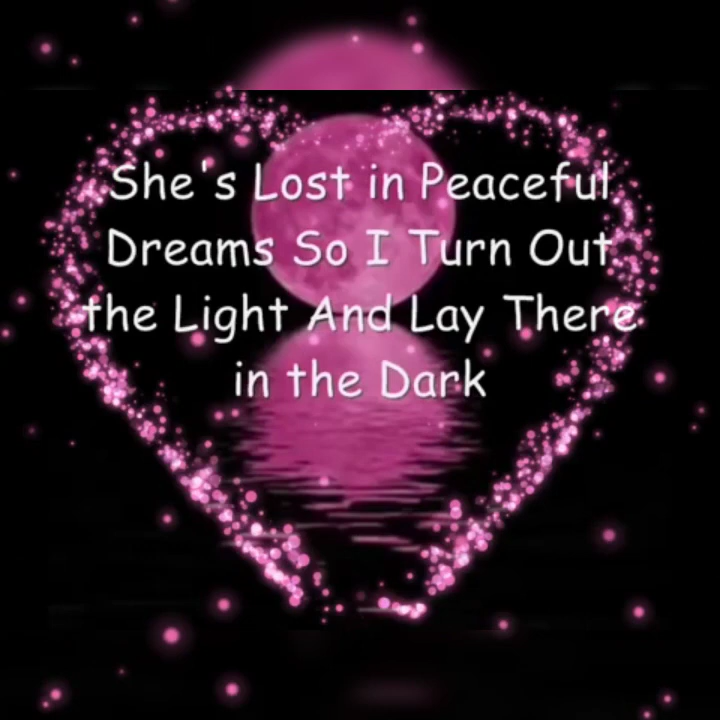 She's Lost in Peaceful
Dreams So I Turn Out
the Light And Lay There
in the Dark